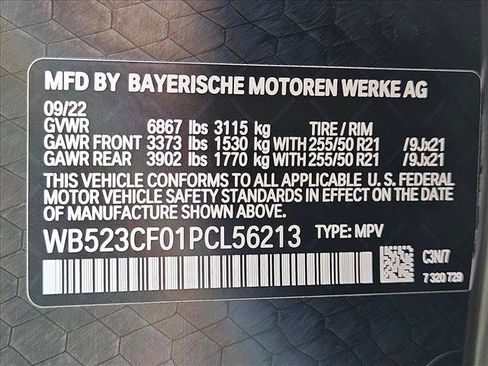 MFD BY BAYERISCHE MOTOREN WERKE AG
09/22
GVWR 6867 lbs 3115 kg TIRE / RIM
GAWR FRONT 3373 lbs 1530 kg WITH 255/50 R21 /9Jx21
GAWR REAR 3902 lbs 1770 kg WITH 255/50 R21 /9Jx21
THIS VEHICLE CONFORMS TO ALL APPLICABLE U. S. FEDERAL
MOTOR VEHICLE SAFETY STANDARDS IN EFFECT ON THE DATE
OF MANUFACTURE SHOWN ABOVE.
WB523CF01PCL56213 TYPE: MPV
C3N/7
7 320 729